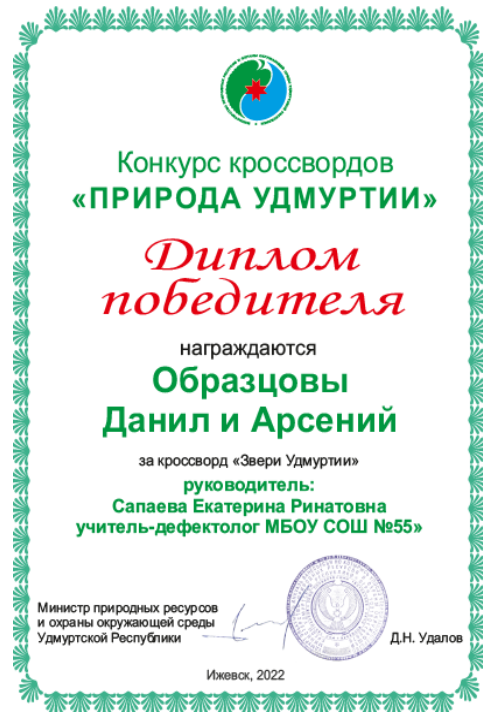 Конкурс кроссвордов
«ПРИРОДА УДМУРТИИ»
Диплом
победителя
награждаются
Образцовы
Данил и Арсений
за кроссворд «Звери Удмуртии»
руководитель:
Сапаева Екатерина Ринатовна
учитель-дефектолог МБОУ СОШ №55»
Министр природных ресурсов
и охраны окружающей среды
Удмуртской Республики
Д.Н. Удалов
Ижевск, 2022